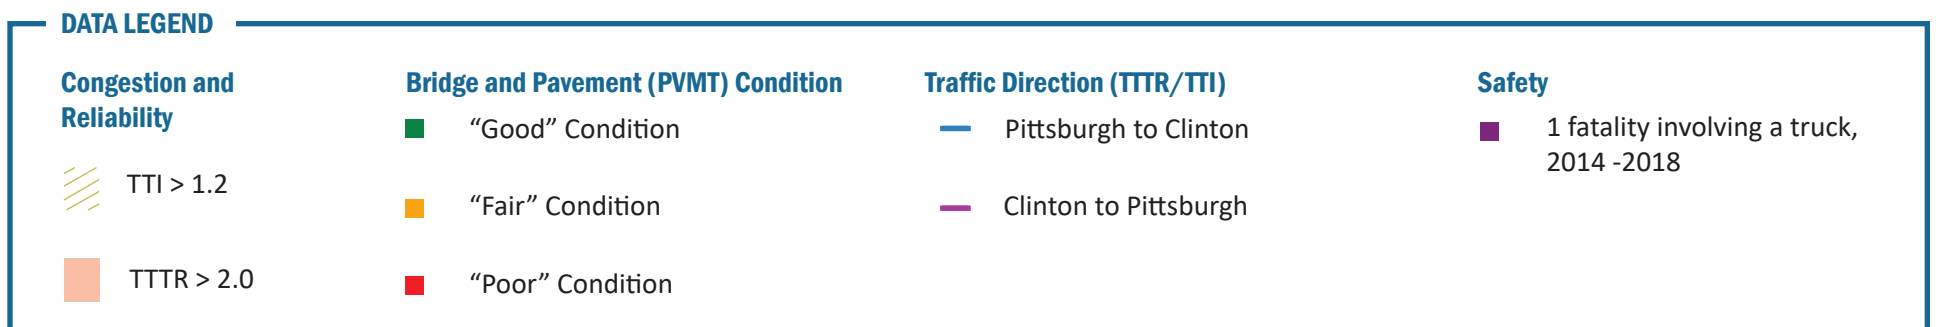 DATA LEGEND
Congestion and
Reliability
TTI > 1.2
TTTR > 2.0
Bridge and Pavement (PVMT) Condition
“Good” Condition
“Fair” Condition
“Poor” Condition
Traffic Direction (TTTR/TTI)
Pittsburgh to Clinton
Clinton to Pittsburgh
Safety
1 fatality involving a truck,
2014 -2018